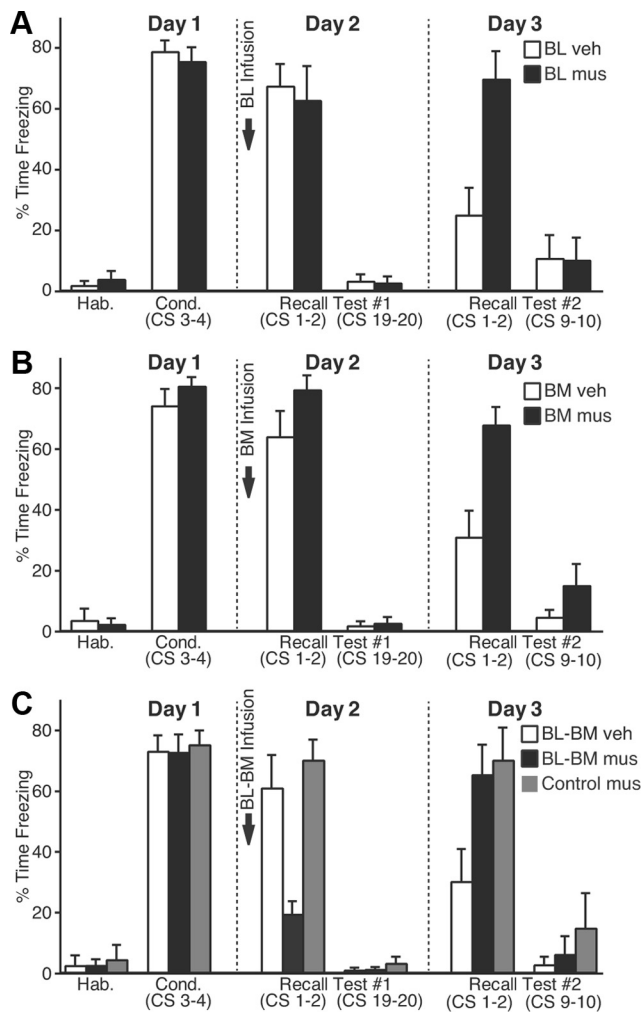 A
Day 1
Day 2
Day 3
BL veh
BL mus
BL Infusion
% Time Freezing
80
60
40
20
0
Hab.
Cond.
(CS 3-4)
Recall Test #1
(CS 1-2) (CS 19-20)
Recall Test #2
(CS 1-2) (CS 9-10)
B
Day 1
Day 2
Day 3
BM veh
BM mus
BM Infusion
% Time Freezing
80
60
40
20
0
Hab.
Cond.
(CS 3-4)
Recall Test #1
(CS 1-2) (CS 19-20)
Recall Test #2
(CS 1-2) (CS 9-10)
C
Day 1
Day 2
Day 3
BL-BM veh
BL-BM mus
Control mus
BL-BM Infusion
% Time Freezing
80
60
40
20
0
Hab.
Cond.
(CS 3-4)
Recall Test #1
(CS 1-2) (CS 19-20)
Recall Test #2
(CS 1-2) (CS 9-10)